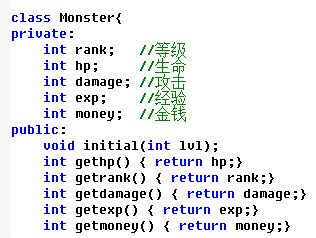 class Monster{
private:
    int rank;   //等级
    int hp;     //生命
    int damage; //攻击
    int exp;    //经验
    int money;  //金钱
public:
    void initial(int lvl);
    int gethp() { return hp;}
    int getrank() { return rank;}
    int getdamage() { return damage;}
    int getexp() { return exp;}
    int getmoney() { return money;}